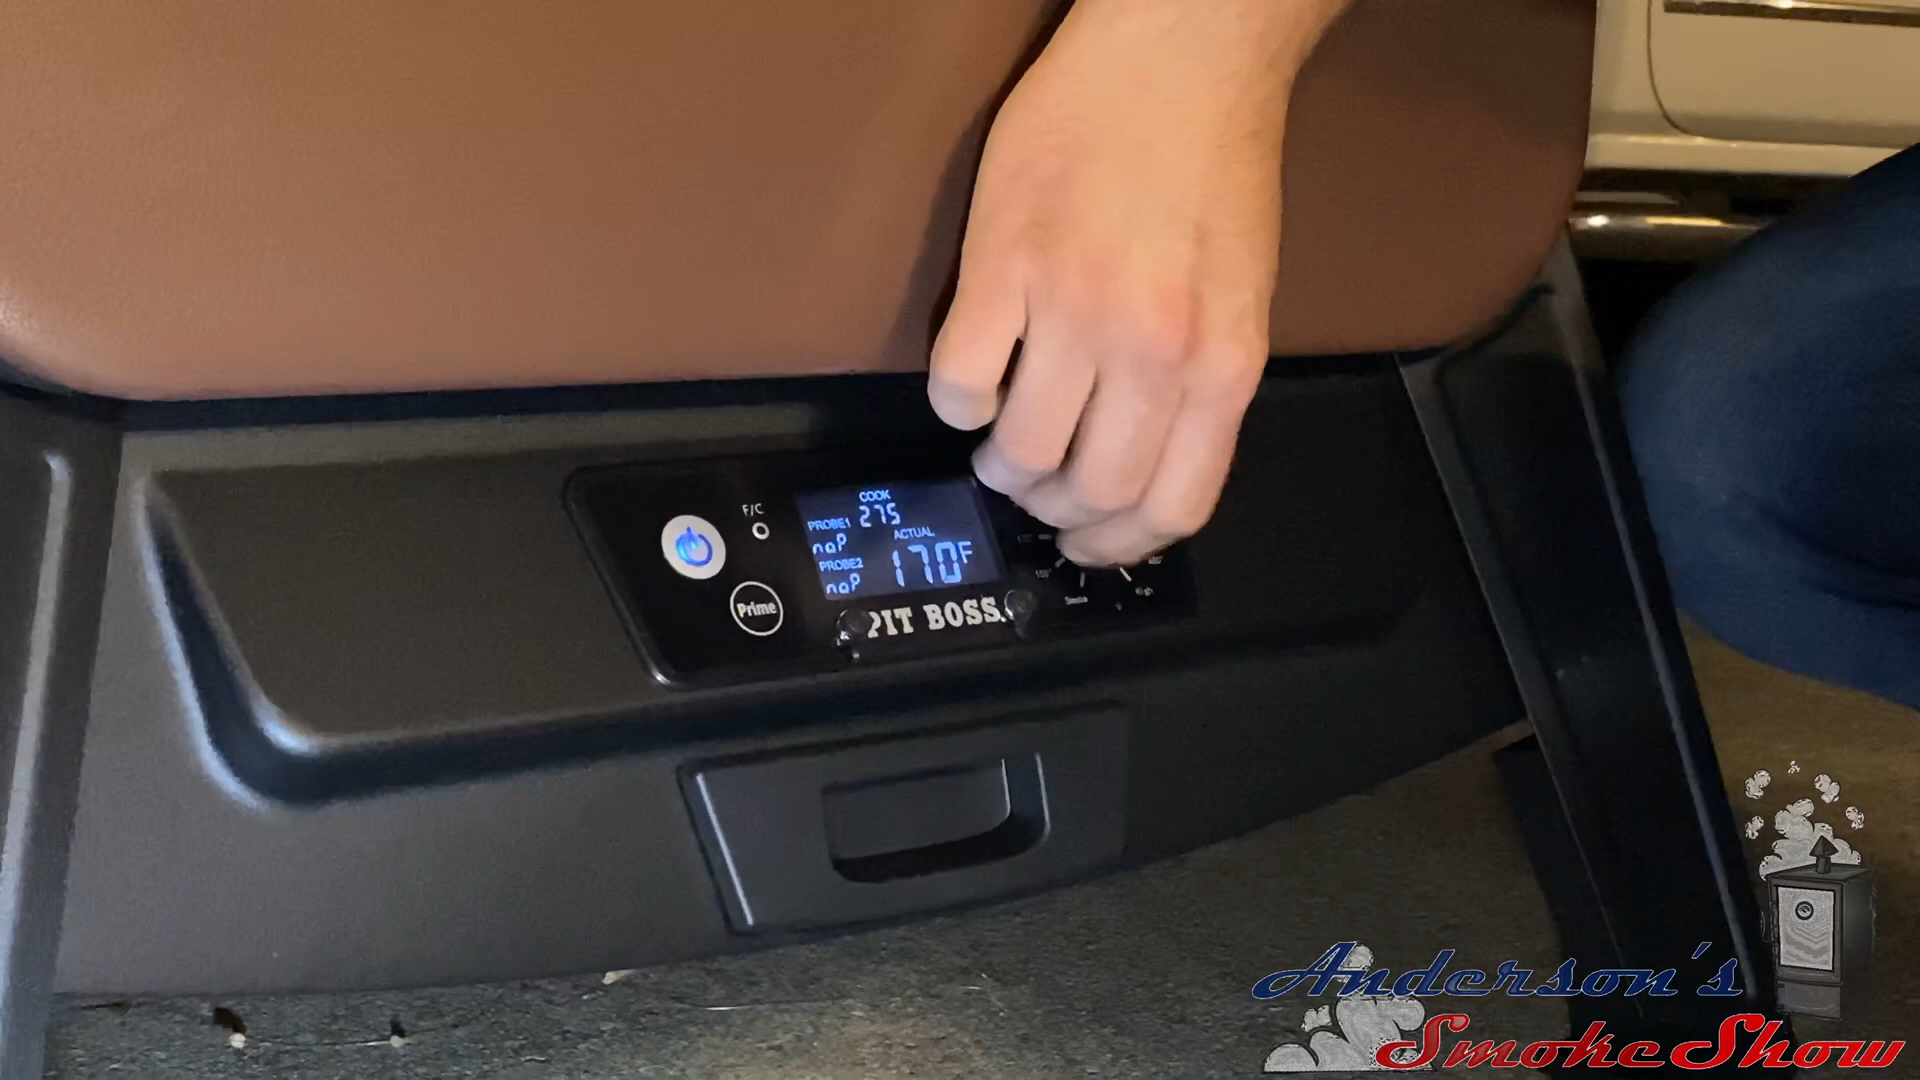 F/C
Prime
COOK
275
PROBE1
noP
ACTUAL
170F
PROBE2
noP
PIT BOSS.
Smoke
High
Anderson's
SmokeShow